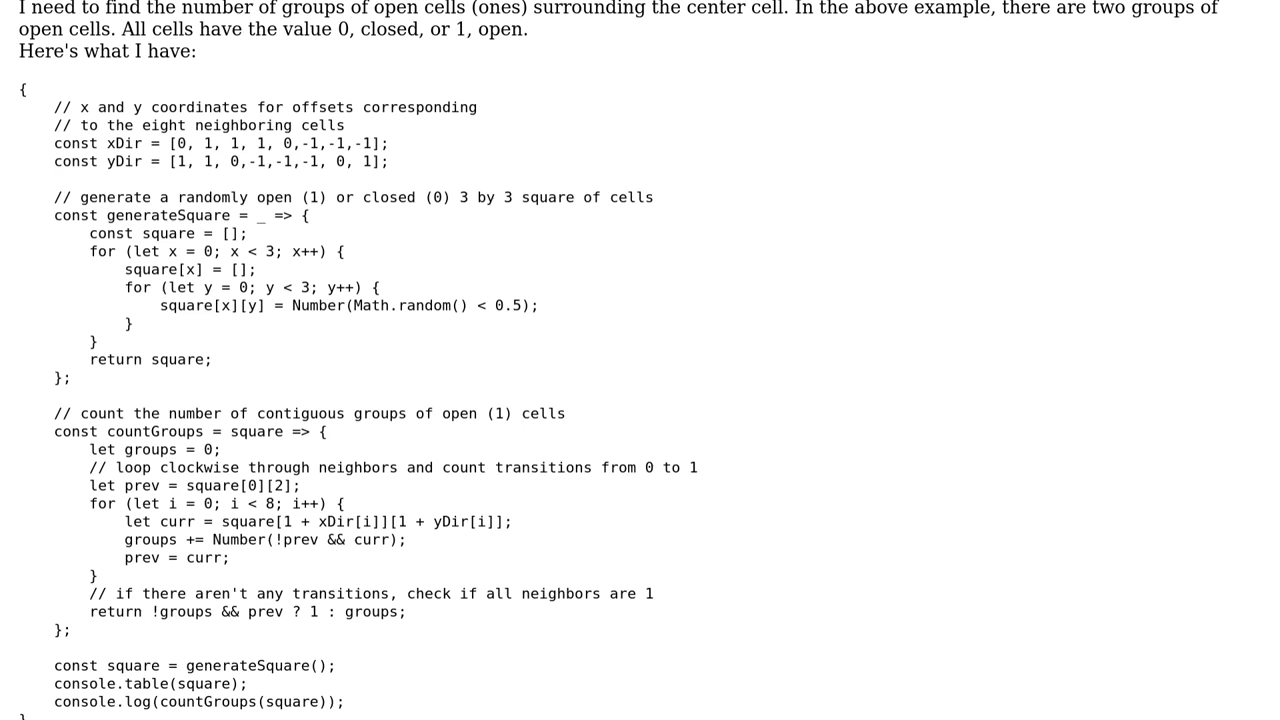 I need to find the number of groups of open cells (ones) surrounding the center cell. In the above example, there are two groups of
open cells. All cells have the value 0, closed, or 1, open.
Here's what I have:
{
    // x and y coordinates for offsets corresponding
    // to the eight neighboring cells
    const xDir = [0, 1, 1, 1, 0,-1,-1,-1];
    const yDir = [1, 1, 0,-1,-1,-1, 0, 1];
    // generate a randomly open (1) or closed (0) 3 by 3 square of cells
    const generateSquare = _ => {
        const square = [];
        for (let x = 0; x < 3; x++) {
            square[x] = [];
            for (let y = 0; y < 3; y++) {
                square[x][y] = Number(Math.random() < 0.5);
            }
        }
        return square;
    };
    // count the number of contiguous groups of open (1) cells
    const countGroups = square => {
        let groups = 0;
        // loop clockwise through neighbors and count transitions from 0 to 1
        let prev = square[0][2];
        for (let i = 0; i < 8; i++) {
            let curr = square[1 + xDir[i]][1 + yDir[i]];
            groups += Number(!prev && curr);
            prev = curr;
        }
        // if there aren't any transitions, check if all neighbors are 1
        return !groups && prev ? 1 : groups;
    };
    const square = generateSquare();
    console.table(square);
    console.log(countGroups(square));
}